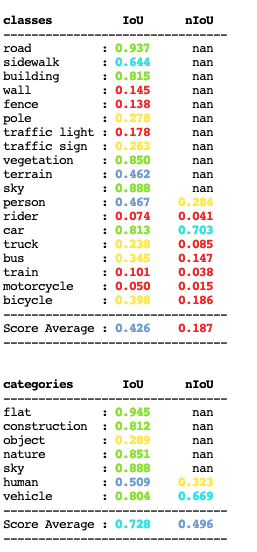 classes IoU nIoU
--------------------------------
road : 0.937 nan
sidewalk : 0.644 nan
building : 0.815 nan
wall : 0.145 nan
fence : 0.138 nan
pole : 0.278 nan
traffic light : 0.178 nan
traffic sign : 0.263 nan
vegetation : 0.850 nan
terrain : 0.462 nan
sky : 0.888 nan
person : 0.467 0.284
rider : 0.074 0.041
car : 0.813 0.703
truck : 0.238 0.085
bus : 0.345 0.147
train : 0.101 0.038
motorcycle : 0.050 0.015
bicycle : 0.398 0.186
--------------------------------
Score Average : 0.426 0.187
--------------------------------
categories IoU nIoU
--------------------------------
flat : 0.945 nan
construction : 0.812 nan
object : 0.289 nan
nature : 0.851 nan
sky : 0.888 nan
human : 0.509 0.323
vehicle : 0.804 0.669
--------------------------------
Score Average : 0.728 0.496
--------------------------------